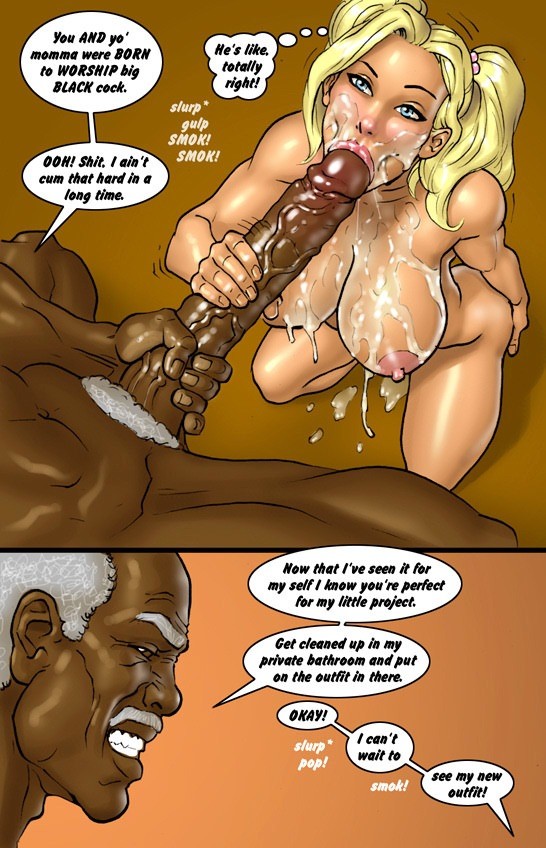 You AND yo'
momma were BORN
to WORSHIP big
BLACK cock.
OOH! Shit, I ain't
cum that hard in a
long time.
He's like,
totally
right!
slurp*
gulp
SMOK!
SMOK!
Now that I've seen it for
my self I know you're perfect
for my little project.
Get cleaned up in my
private bathroom and put
on the outfit in there.
OKAY!
slurp*
pop!
I can't
wait to
smok!
see my new
outfit!